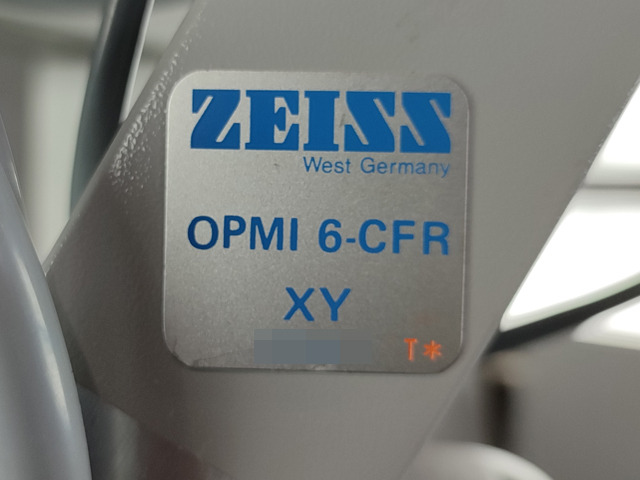 ZEISS
West Germany
OPMI 6-CFR
XY
T*